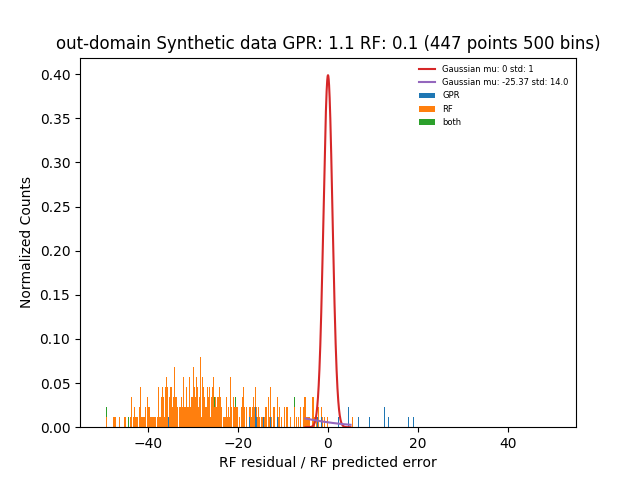 out-domain Synthetic data GPR: 1.1 RF: 0.1 (447 points 500 bins)
Gaussian mu: 0 std: 1
Gaussian mu: -25.37 std: 14.0
GPR
RF
both
Normalized Counts
0.40
0.35
0.30
0.25
0.20
0.15
0.10
0.05
0.00
−40 −20 0 20 40
RF residual / RF predicted error